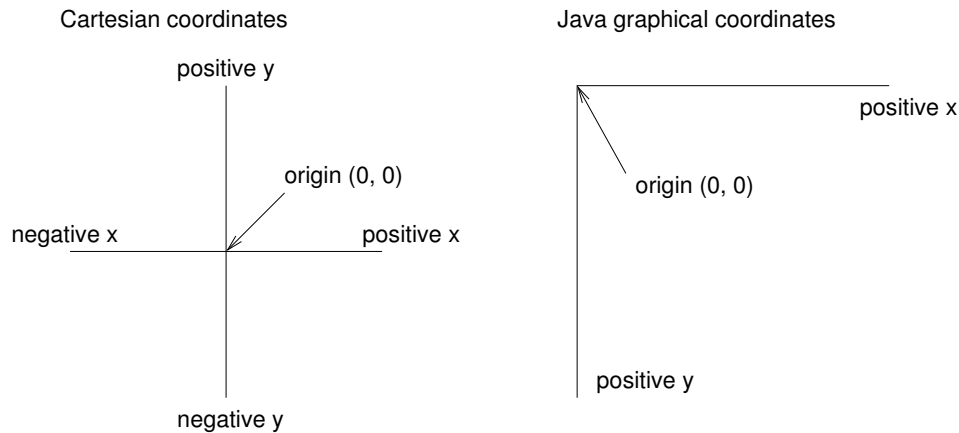 Cartesian coordinates
positive y
origin (0, 0)
negative x
positive x
negative y
Java graphical coordinates
positive x
origin (0, 0)
positive y